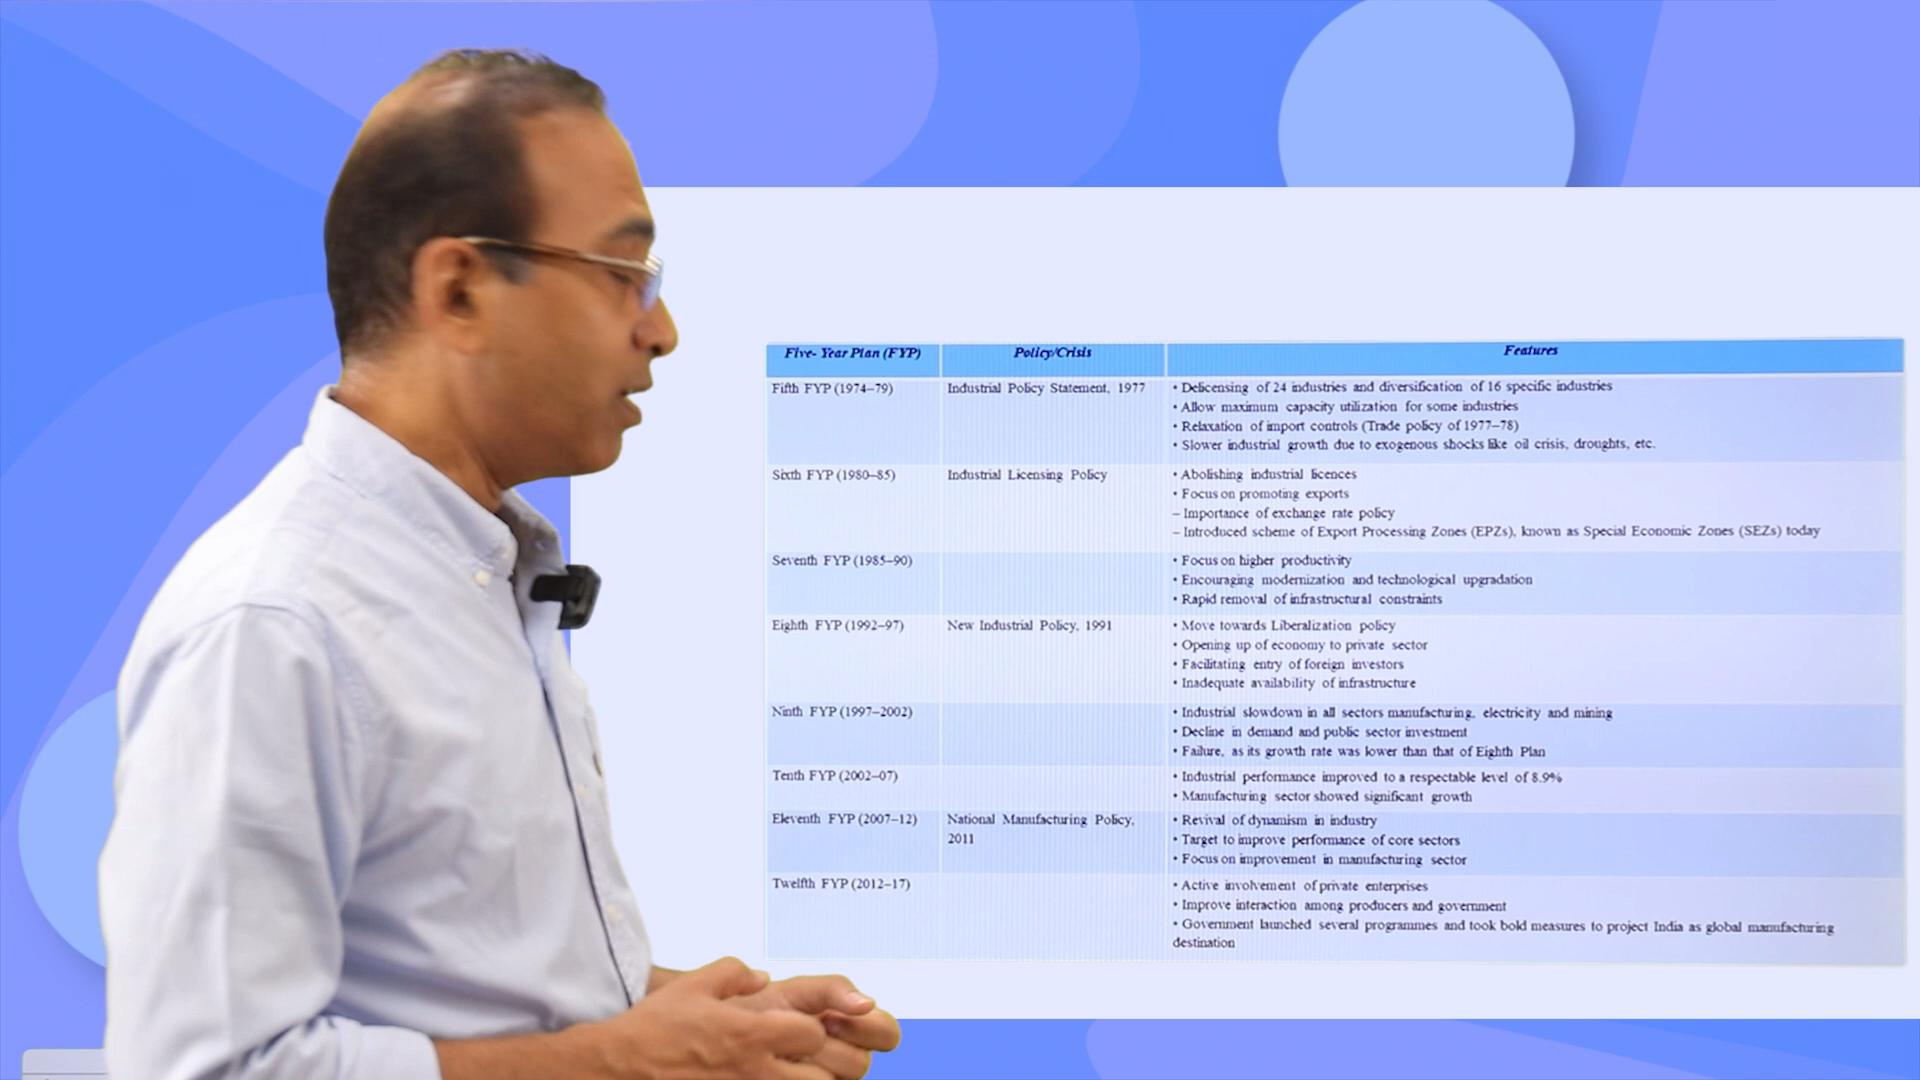 Five- Year Plan (FYP) Policy/Crisis Features
Fifth FYP (1974–79) Industrial Policy Statement, 1977 • Delicensing of 24 industries and diversification of 16 specific industries
• Allow maximum capacity utilization for some industries
• Relaxation of import controls (Trade policy of 1977–78)
• Slower industrial growth due to exogenous shocks like oil crisis, droughts, etc.
Sixth FYP (1980–85) Industrial Licensing Policy • Abolishing industrial licences
• Focus on promoting exports
– Importance of exchange rate policy
– Introduced scheme of Export Processing Zones (EPZs), known as Special Economic Zones (SEZs) today
Seventh FYP (1985–90) • Focus on higher productivity
• Encouraging modernization and technological upgradation
• Rapid removal of infrastructural constraints
Eighth FYP (1992–97) New Industrial Policy, 1991 • Move towards Liberalization policy
• Opening up of economy to private sector
• Facilitating entry of foreign investors
• Inadequate availability of infrastructure
Ninth FYP (1997–2002) • Industrial slowdown in all sectors manufacturing, electricity and mining
• Decline in demand and public sector investment
• Failure, as its growth rate was lower than that of Eighth Plan
Tenth FYP (2002–07) • Industrial performance improved to a respectable level of 8.9%
• Manufacturing sector showed significant growth
Eleventh FYP (2007–12) National Manufacturing Policy, • Revival of dynamism in industry
2011 • Target to improve performance of core sectors
• Focus on improvement in manufacturing sector
Twelfth FYP (2012–17) • Active involvement of private enterprises
• Improve interaction among producers and government
• Government launched several programmes and took bold measures to project India as global manufacturing
destination